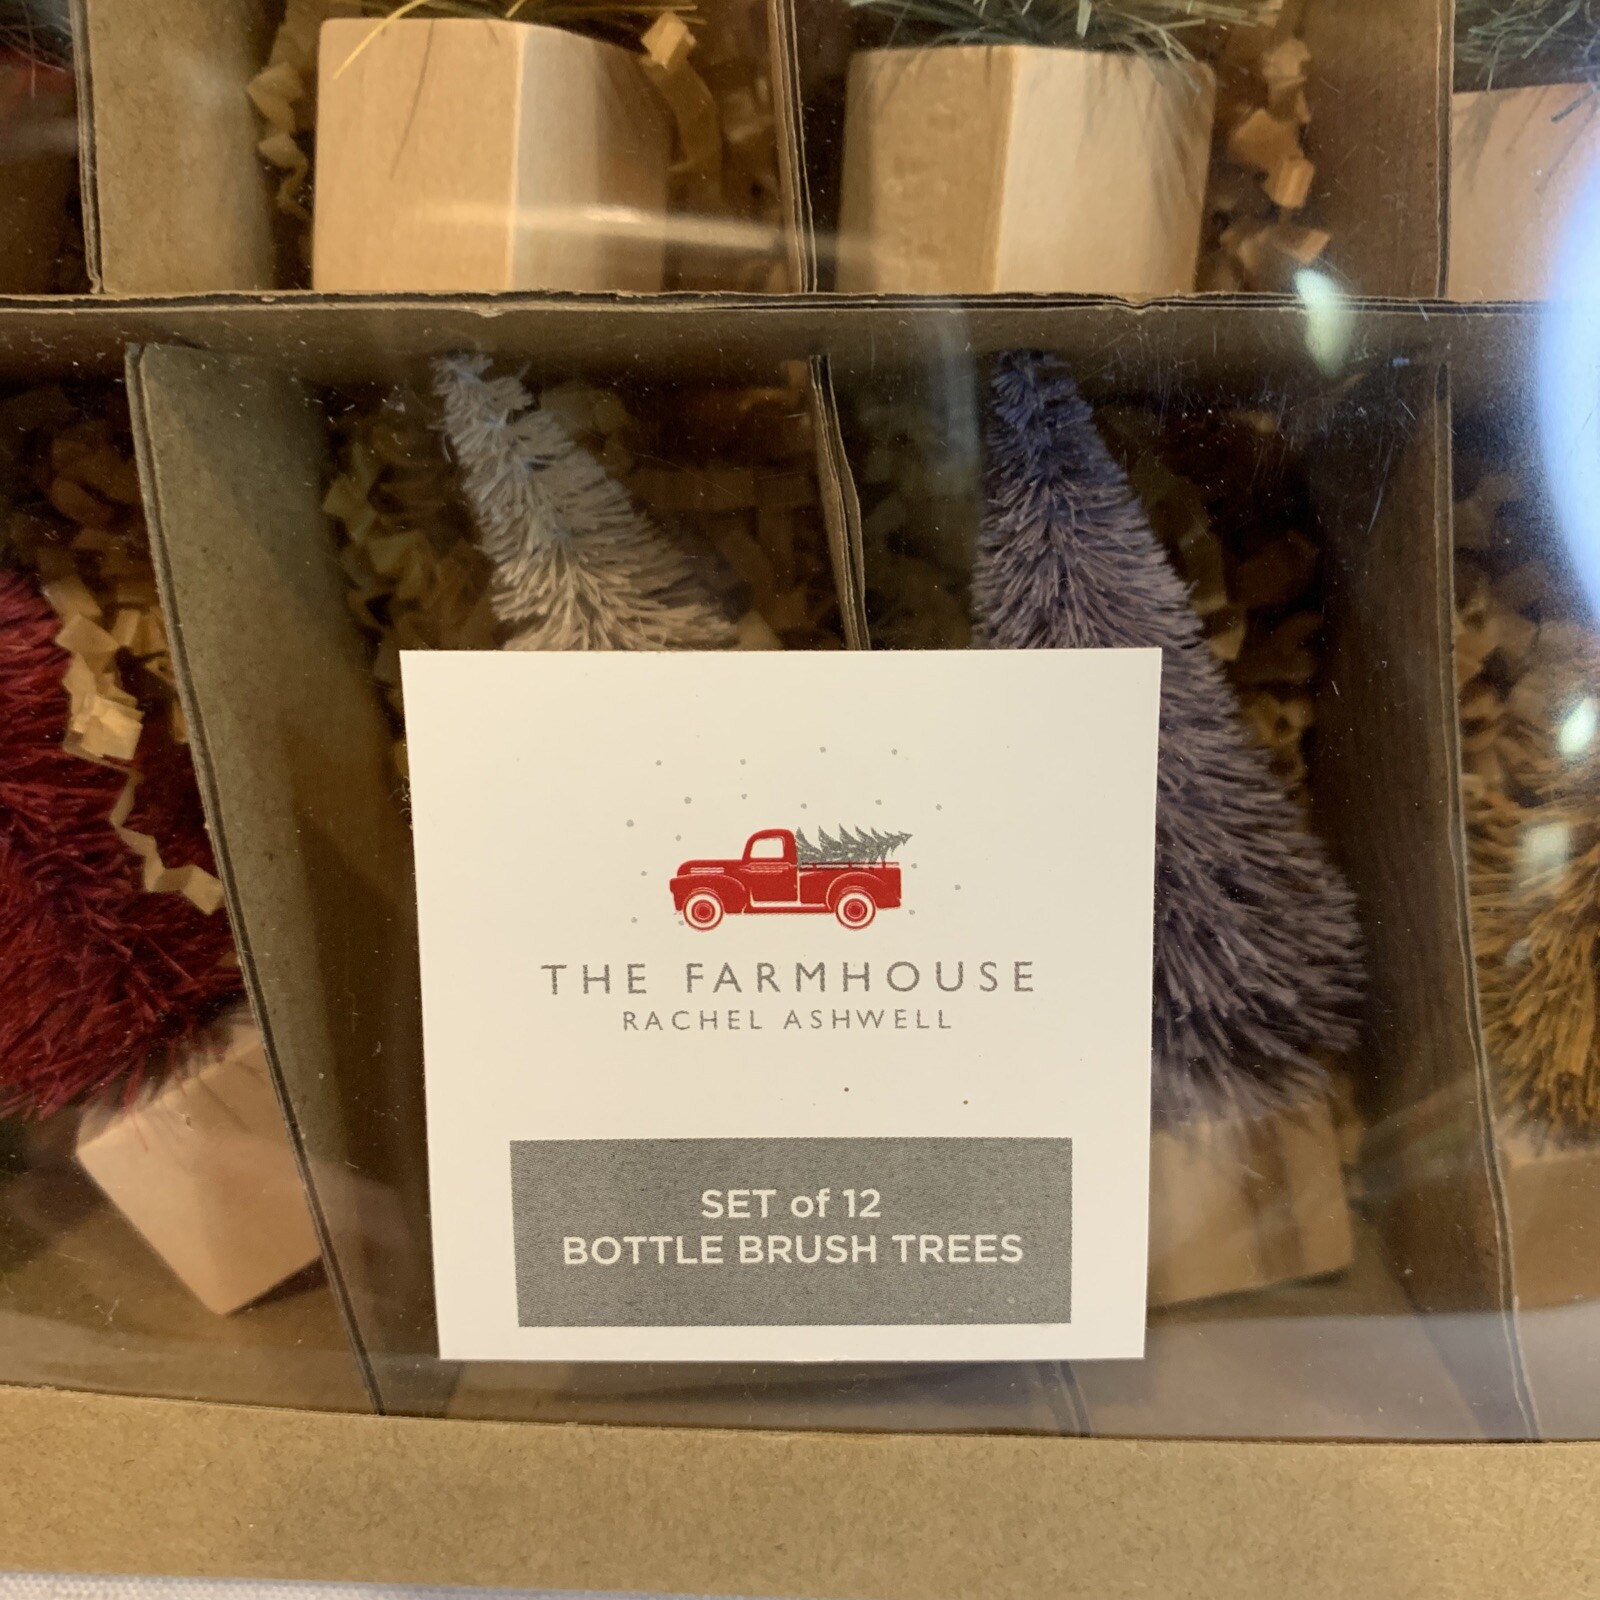 THE FARMHOUSE
RACHEL ASHWELL
SET of 12
BOTTLE BRUSH TREES